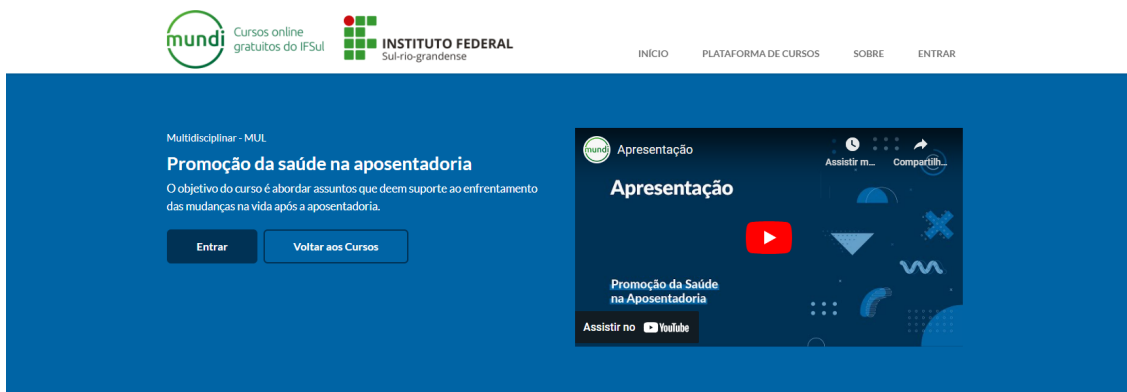 mundi
Cursos online
gratuitos do IFSul
INSTITUTO FEDERAL
Sul-rio-grandense
INÍCIO PLATAFORMA DE CURSOS SOBRE ENTRAR
Multidisciplinar - MUL
Promoção da saúde na aposentadoria
O objetivo do curso é abordar assuntos que deem suporte ao enfrentamento
das mudanças na vida após a aposentadoria.
Entrar Voltar aos Cursos
mundi Apresentação
Assistir m... Compartilh...
Apresentação
Promoção da Saúde
na Aposentadoria
Assistir no YouTube